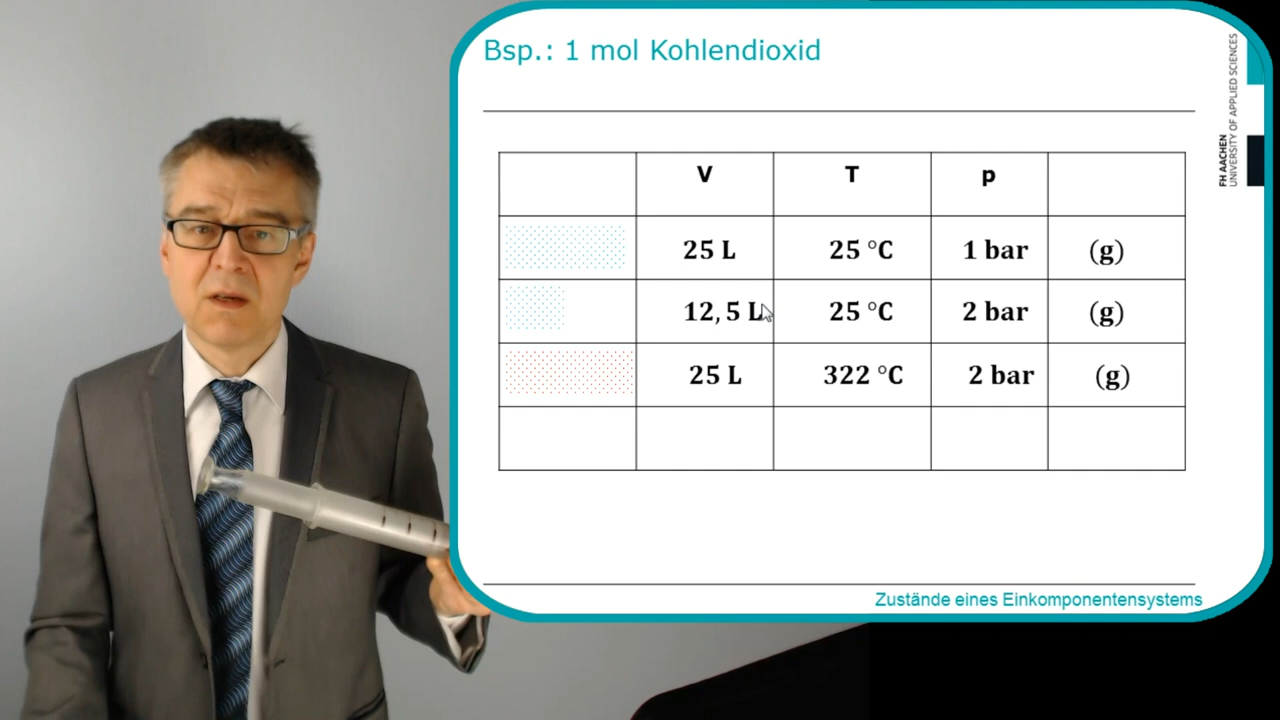 Bsp.: 1 mol Kohlendioxid
FH AACHEN
UNIVERSITY OF APPLIED SCIENCES
V T p
25 L 25 °C 1 bar (g)
12,5 L 25 °C 2 bar (g)
25 L 322 °C 2 bar (g)
Zustände eines Einkomponentensystems